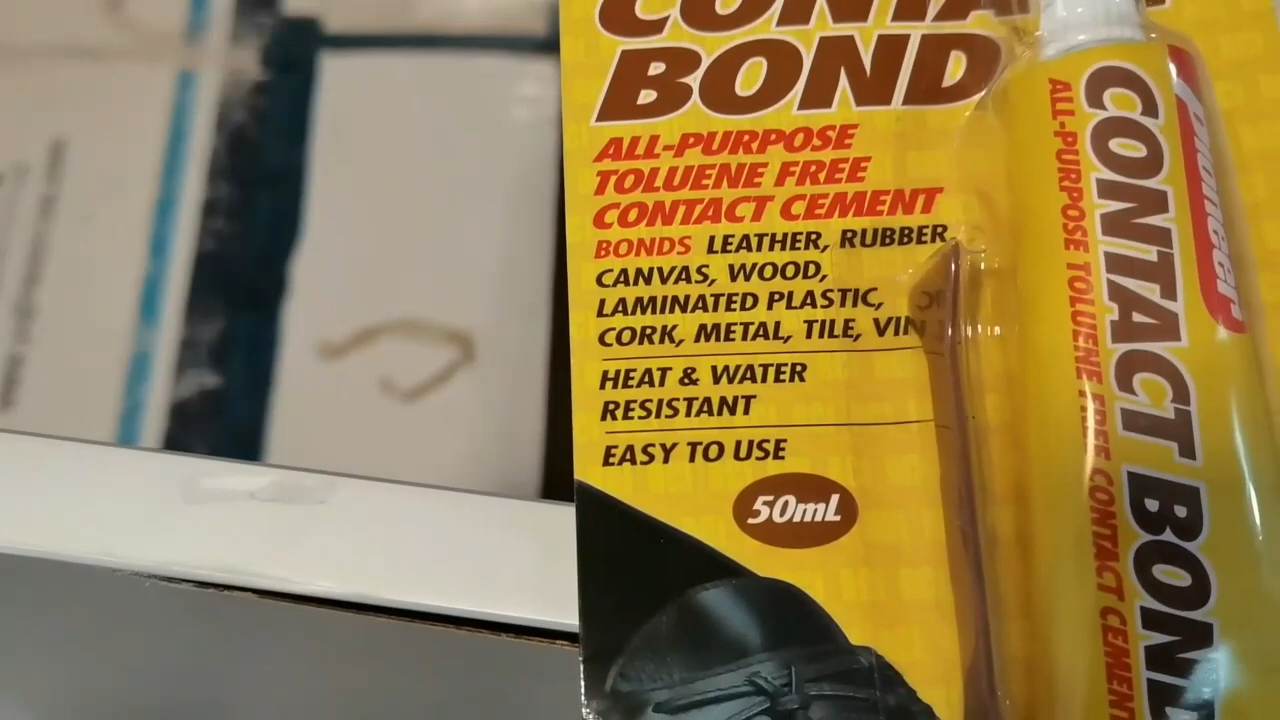 BOND
ALL-PURPOSE
TOLUENE FREE
CONTACT CEMENT
BONDS LEATHER, RUBBER,
CANVAS, WOOD,
LAMINATED PLASTIC,
CORK, METAL, TILE,
HEAT & WATER
RESISTANT
EASY TO USE
50mL
Pioneer
CONTACT BOND
ALL-PURPOSE TOLUENE FREE CONTACT CEMENT